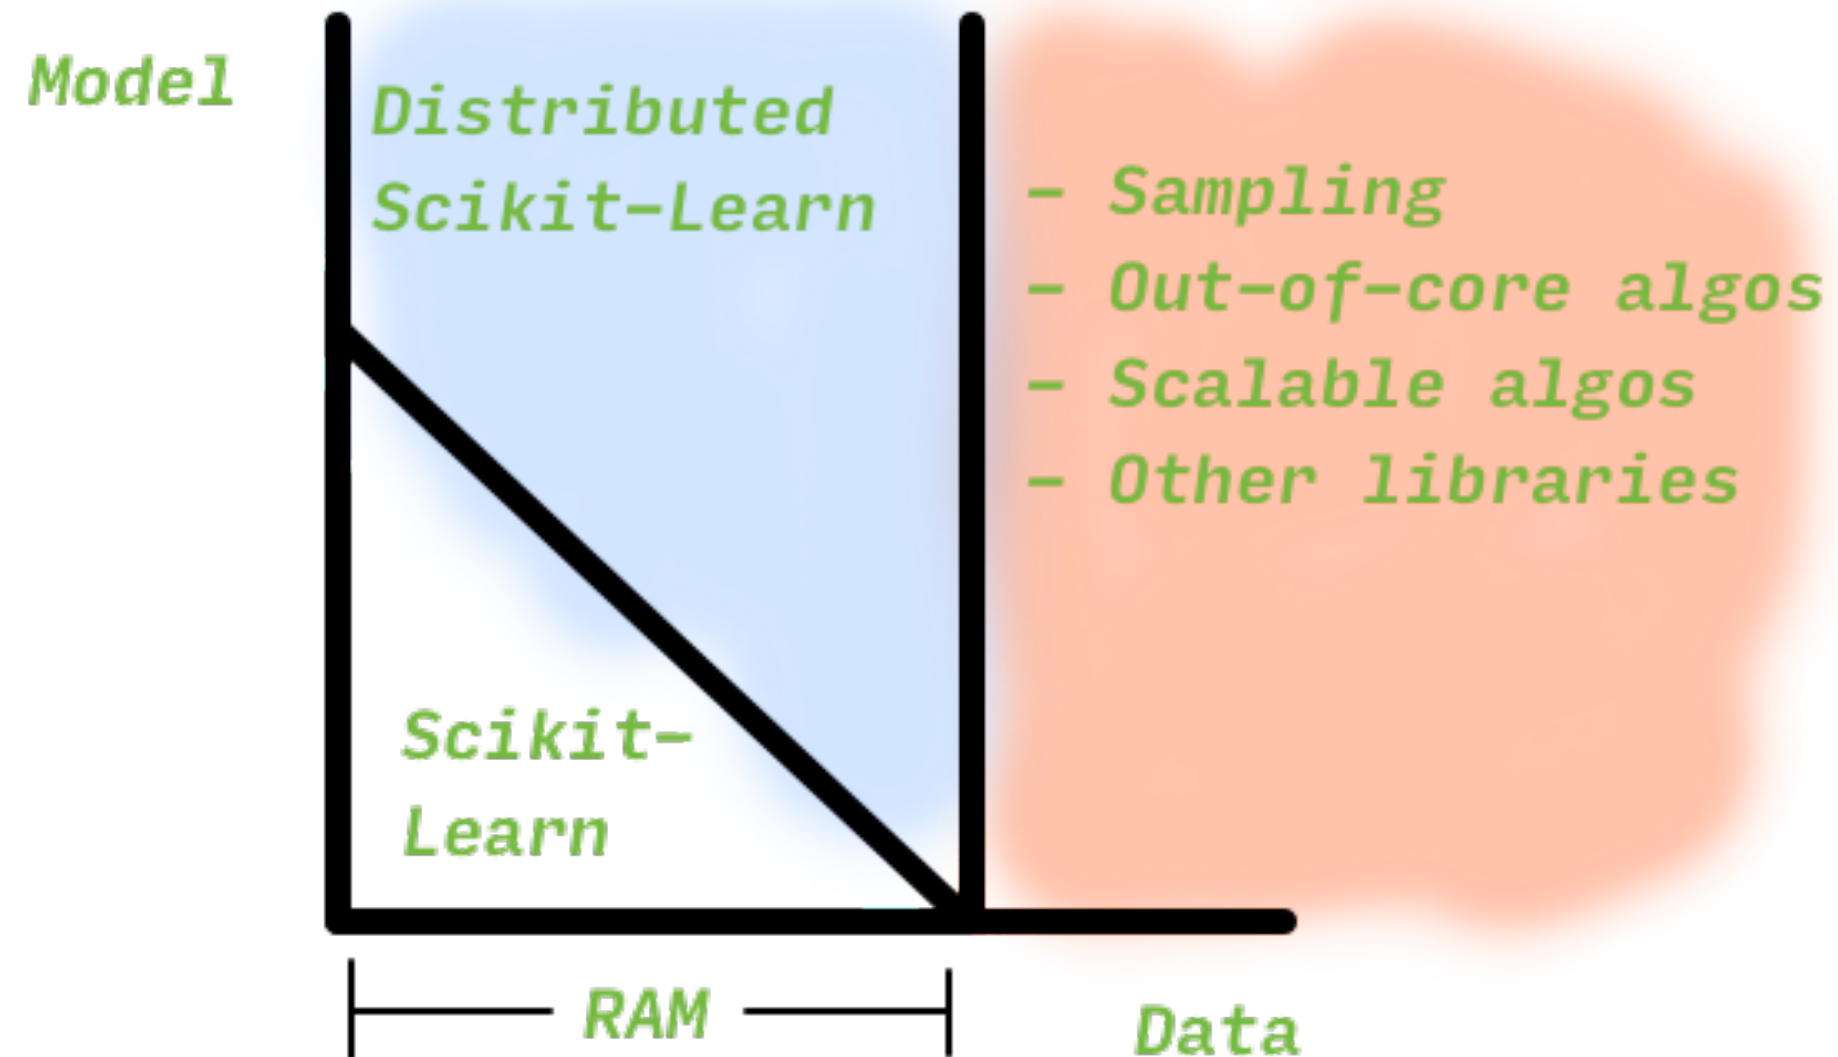 Model
Distributed
Scikit-Learn
- Sampling
- Out-of-core algos
- Scalable algos
- Other libraries
Scikit-
Learn
RAM
Data